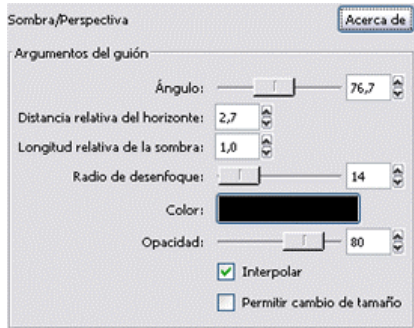 Sombra/Perspectiva Acerca de
Argumentos del guión
Ángulo: 76,7
Distancia relativa del horizonte: 2,7
Longitud relativa de la sombra: 1,0
Radio de desenfoque: 14
Color:
Opacidad: 80
Interpolar
Permitir cambio de tamaño